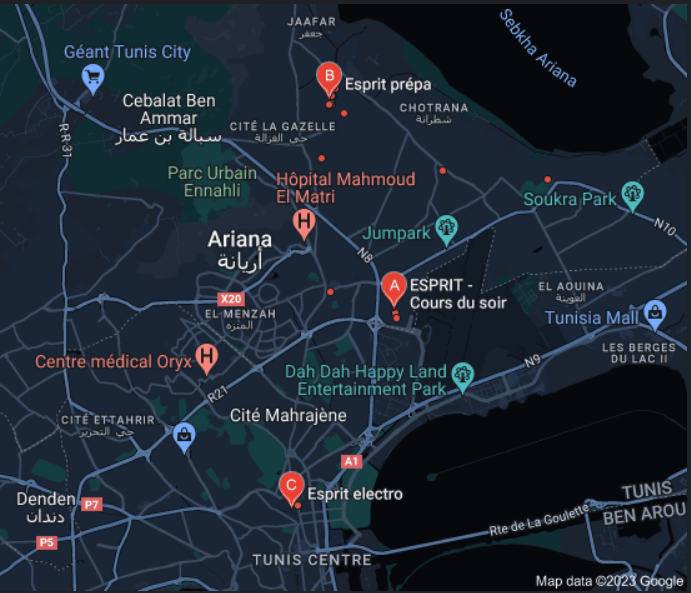 JAAFAR
جعفر
Sebkha Ariana
Géant Tunis City
B
Esprit prépa
Cebalat Ben
Ammar
سبالة بن عمار
CITÉ LA GAZELLE
حي الغزالة
CHOTRANA
شطرانة
R.R.31
Parc Urbain
Ennahli
Hôpital Mahmoud
El Matri
H
Soukra Park
N10
Jumpark
Ariana
أريانة
N8
A
ESPRIT -
Cours du soir
EL AOUINA
العوينة
X20
EL MENZAH
المنزه
Tunisia Mall
LES BERGES
DU LAC II
Centre médical Oryx
H
N9
Dah Dah Happy Land
Entertainment Park
R21
CITÉ ETTAHRIR
حي التحرير
Cité Mahrajène
A1
C
Esprit electro
Denden
دندان
P7
P5
TUNIS
BEN AROU
Rte de La Goulette
TUNIS CENTRE
Map data ©2023 Google